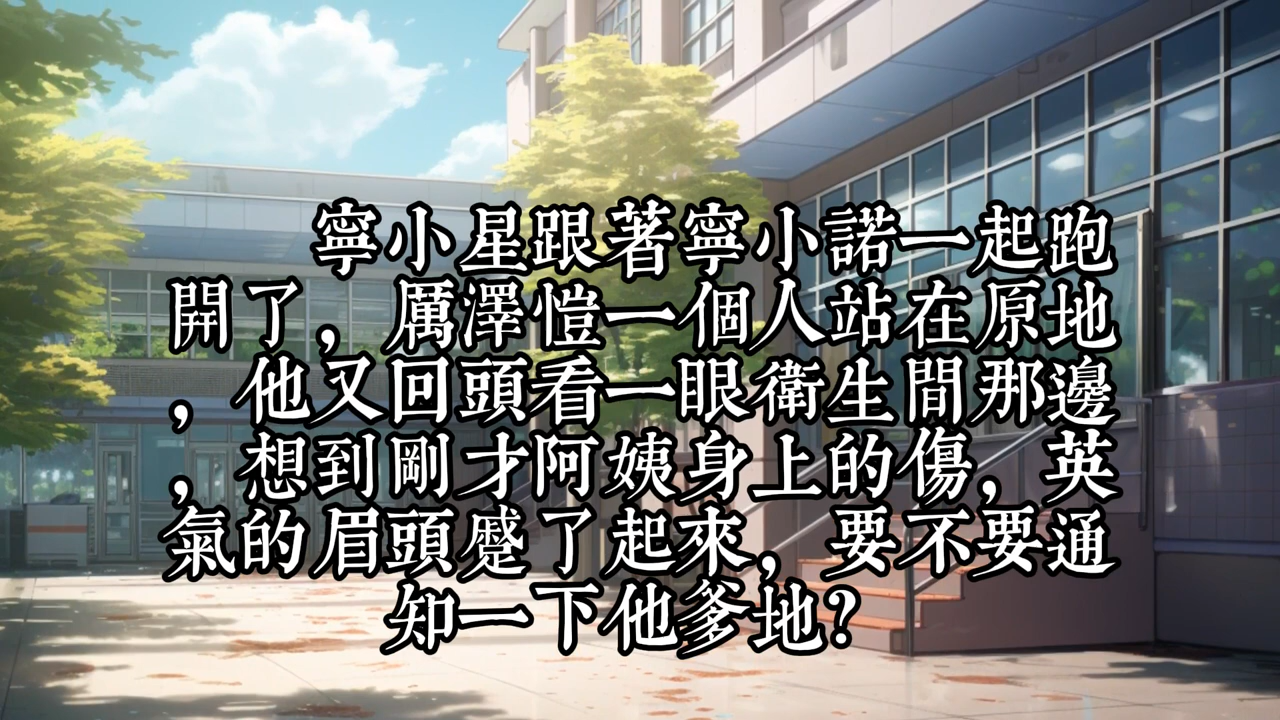 寧小星跟著寧小諾一起跑
開了，厲澤愷一個人站在原地
，他又回頭看一眼衛生間那邊
，想到剛才阿姨身上的傷，英
氣的眉頭蹙了起來，要不要通
知一下他爹地？